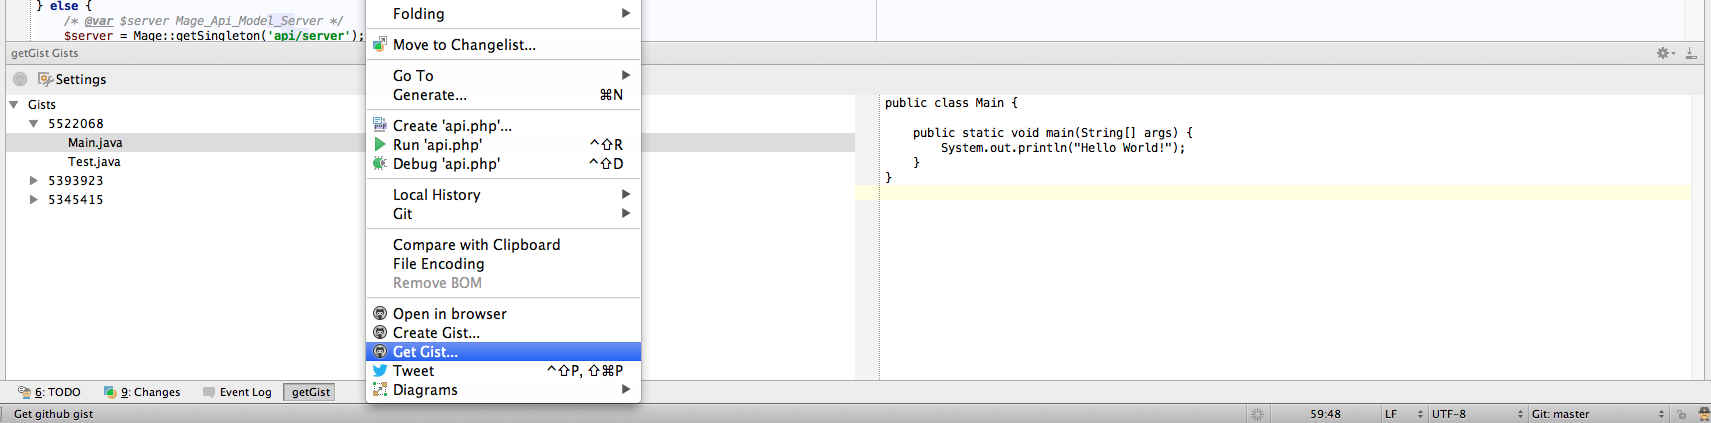 } else {
/* @var $server Mage_Api_Model_Server */
$server = Mage::getSingleton('api/server');
getGist Gists
Settings
Gists
5522068
Main.java
Test.java
5393923
5345415
Folding
Move to Changelist...
Go To
Generate... ⌘N
Create 'api.php'...
Run 'api.php' ^⇧R
Debug 'api.php' ^⇧D
Local History
Git
Compare with Clipboard
File Encoding
Remove BOM
Open in browser
Create Gist...
Get Gist...
Tweet ^⇧P, ⇧⌘P
Diagrams
public class Main {
public static void main(String[] args) {
System.out.println("Hello World!");
}
}
6: TODO 9: Changes Event Log getGist
Get github gist 59:48 LF UTF-8 Git: master